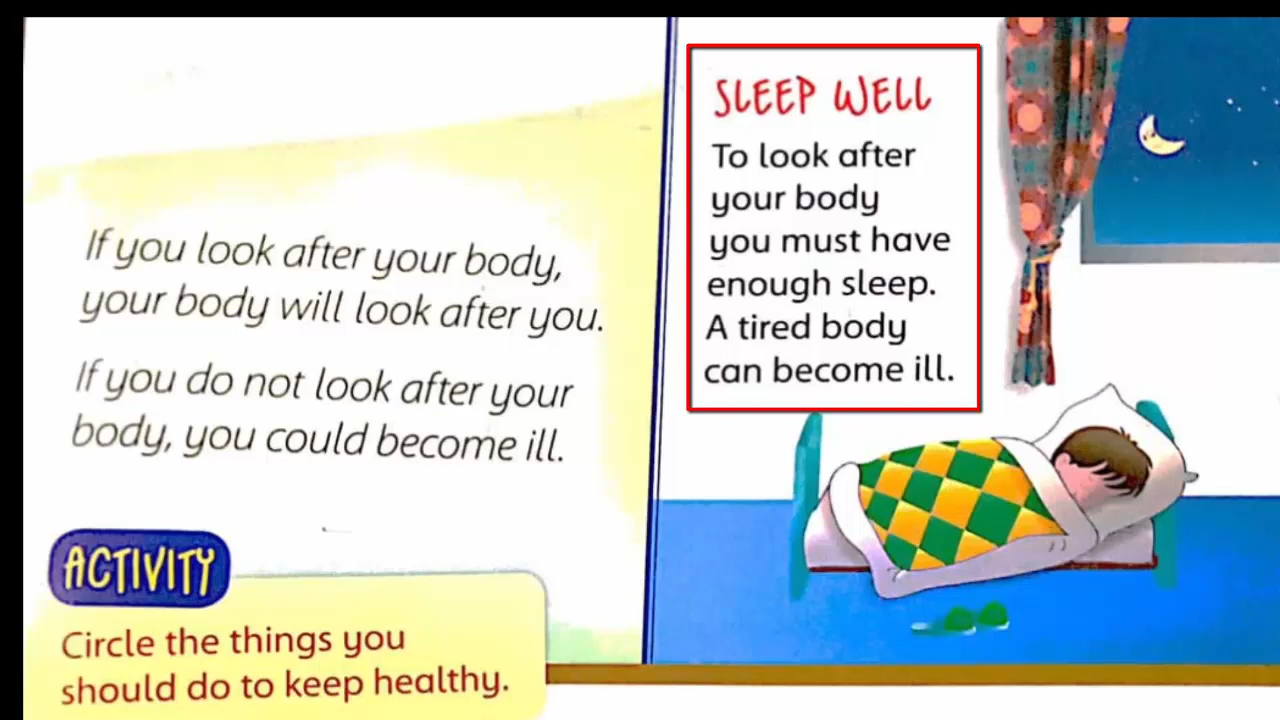 If you look after your body,
your body will look after you.
If you do not look after your
body, you could become ill.
ACTIVITY
Circle the things you
should do to keep healthy.
SLEEP WELL
To look after
your body
you must have
enough sleep.
A tired body
can become ill.